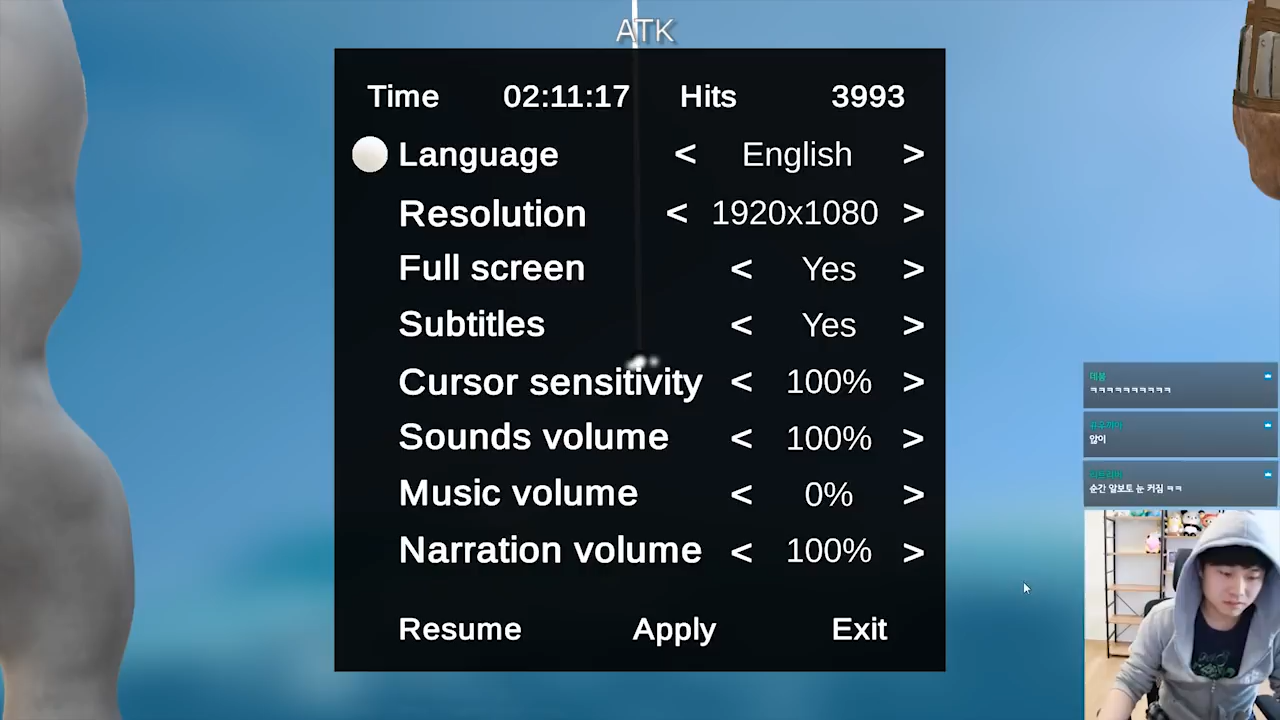 ATK
Time 02:11:17 Hits 3993
Language < English >
Resolution < 1920x1080 >
Full screen < Yes >
Subtitles < Yes >
Cursor sensitivity < 100% >
Sounds volume < 100% >
Music volume < 0% >
Narration volume < 100% >
Resume Apply Exit
ㅋㅋㅋㅋㅋㅋㅋㅋㅋㅋ
앎이
순간 알보토 눈 커짐 ㅋㅋ